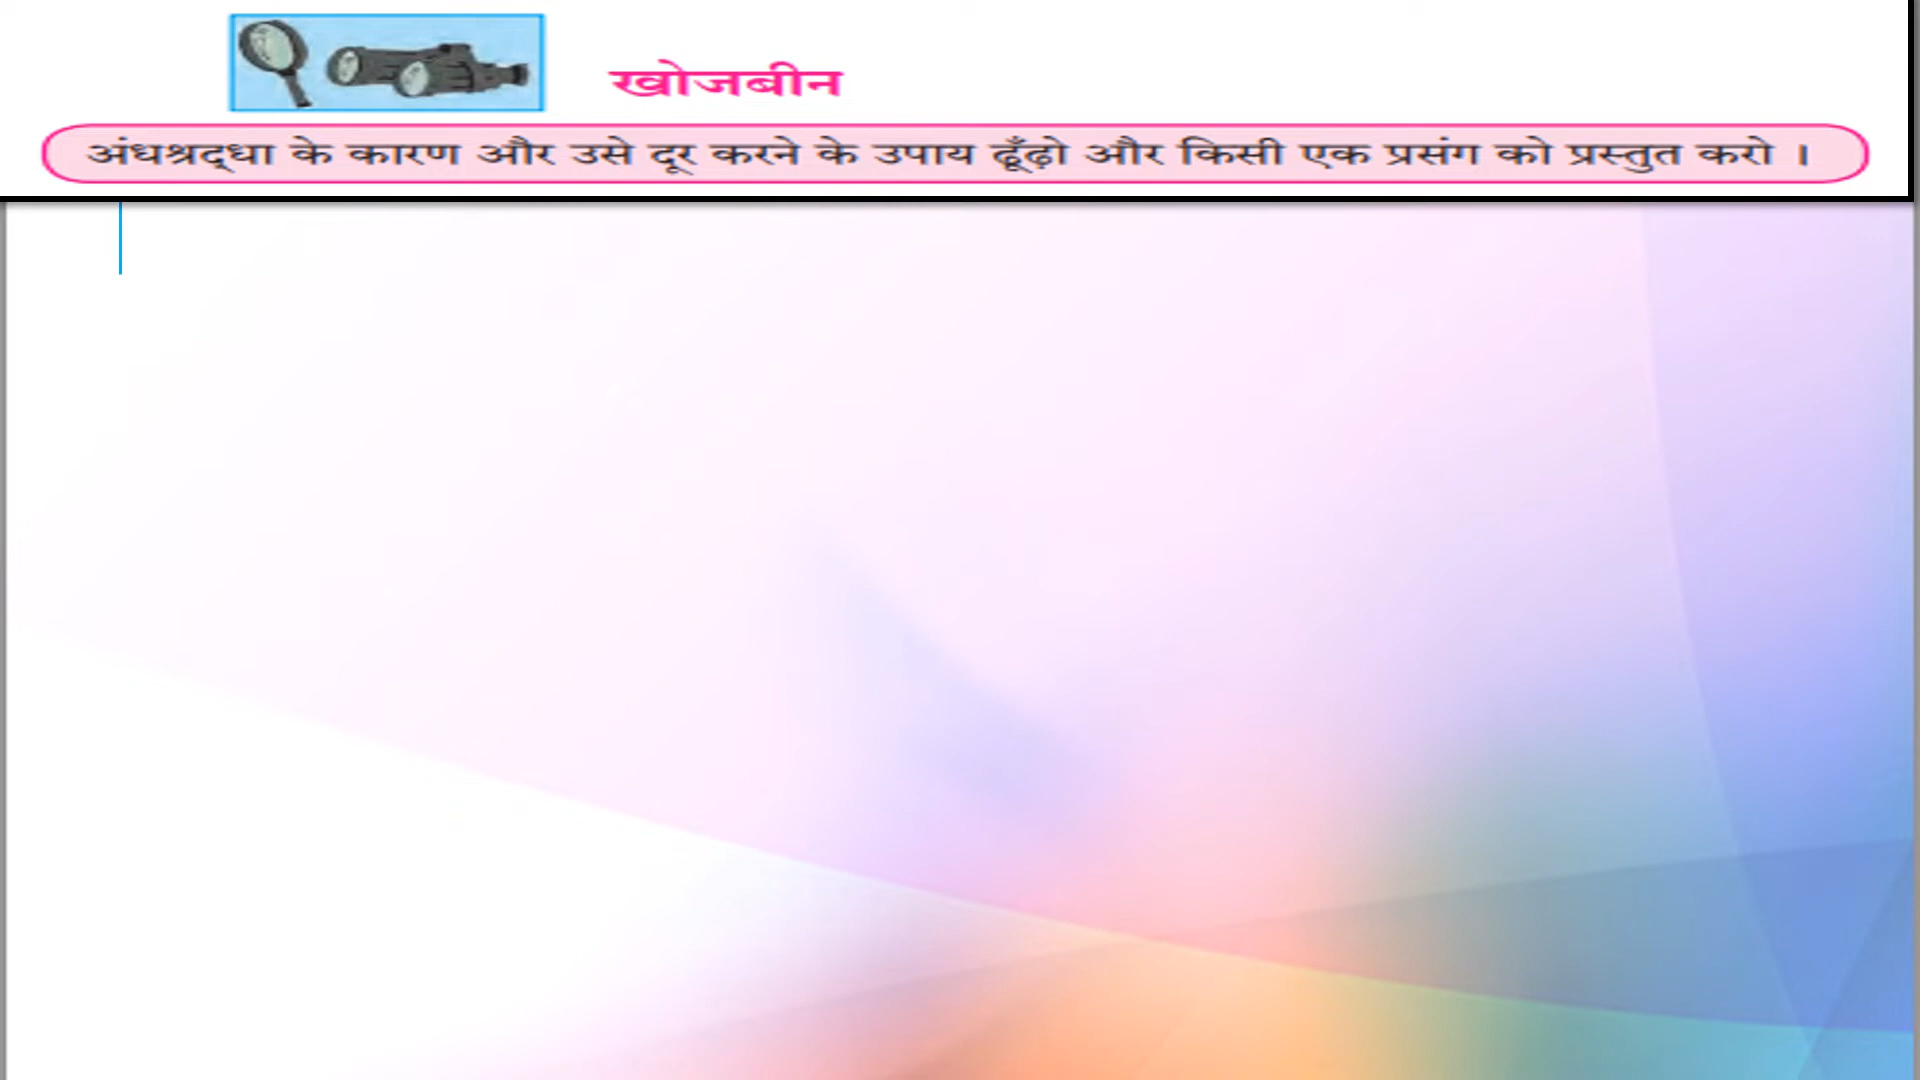 खोजबीन
अंधश्रद्‌धा के कारण और उसे दूर करने के उपाय ढूँढ़ो और किसी एक प्रसंग को प्रस्तुत करो ।